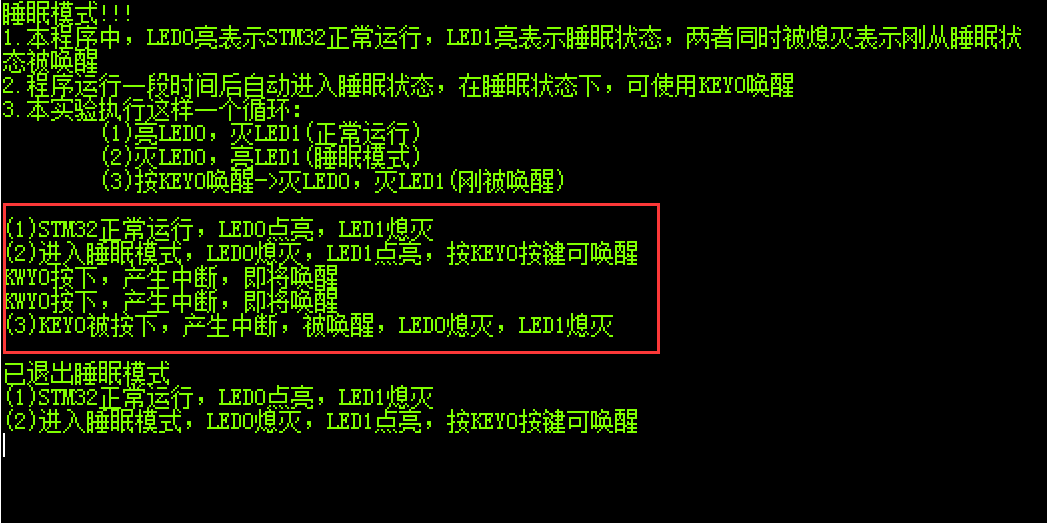 睡眠模式!!!
1.本程序中，LED0亮表示STM32正常运行，LED1亮表示睡眠状态，两者同时被熄灭表示刚从睡眠状
态被唤醒
2.程序运行一段时间后自动进入睡眠状态，在睡眠状态下，可使用KEY0唤醒
3.本实验执行这样一个循环：
(1)亮LED0，灭LED1(正常运行)
(2)灭LED0，亮LED1(睡眠模式)
(3)按KEY0唤醒->灭LED0，灭LED1(刚被唤醒)
(1)STM32正常运行，LED0点亮，LED1熄灭
(2)进入睡眠模式，LED0熄灭，LED1点亮，按KEY0按键可唤醒
KWY0按下，产生中断，即将唤醒
KWY0按下，产生中断，即将唤醒
(3)KEY0被按下，产生中断，被唤醒，LED0熄灭，LED1熄灭
已退出睡眠模式
(1)STM32正常运行，LED0点亮，LED1熄灭
(2)进入睡眠模式，LED0熄灭，LED1点亮，按KEY0按键可唤醒